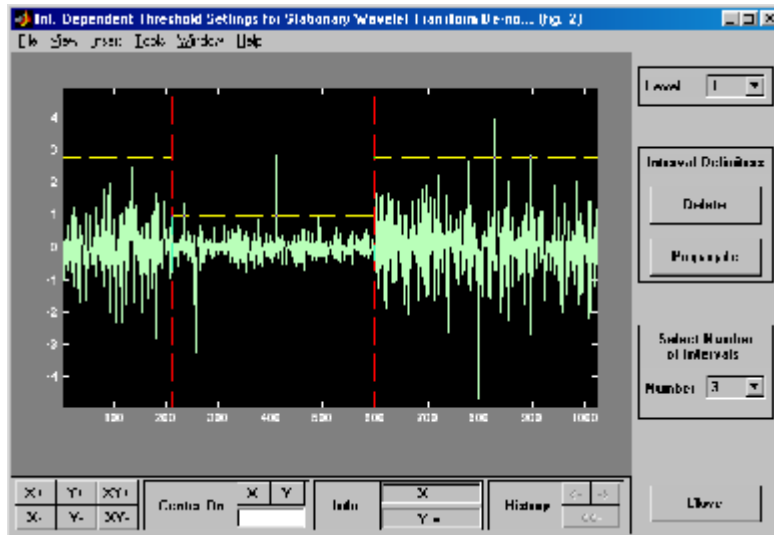 Int. Dependent Threshold Settings for Stationary Wavelet Transform De-no... (fig. 2)
File View Insert Tools Window Help
Level 1
4
3
2
1
0
-1
-2
-3
-4
100 200 300 400 500 600 700 800 900 1000
Interval Delimiters
Delete
Propagate
Select Number
of Intervals
Number 3
X+ Y+ XY+
X- Y- XY-
Center On
X Y
Info
X
Y =
History
<- ->
<<-
Close